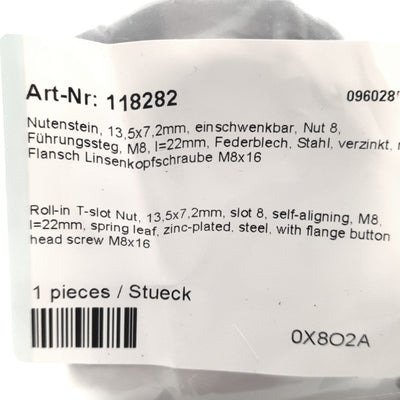 Art-Nr: 118282
096028
Nutenstein, 13,5x7,2mm, einschwenkbar, Nut 8,
Führungssteg, M8, l=22mm, Federblech, Stahl, verzinkt,
Flansch Linsenkopfschraube M8x16
Roll-in T-slot Nut, 13,5x7,2mm, slot 8, self-aligning, M8,
l=22mm, spring leaf, zinc-plated, steel, with flange button
head screw M8x16
1 pieces / Stueck
0X8O2A